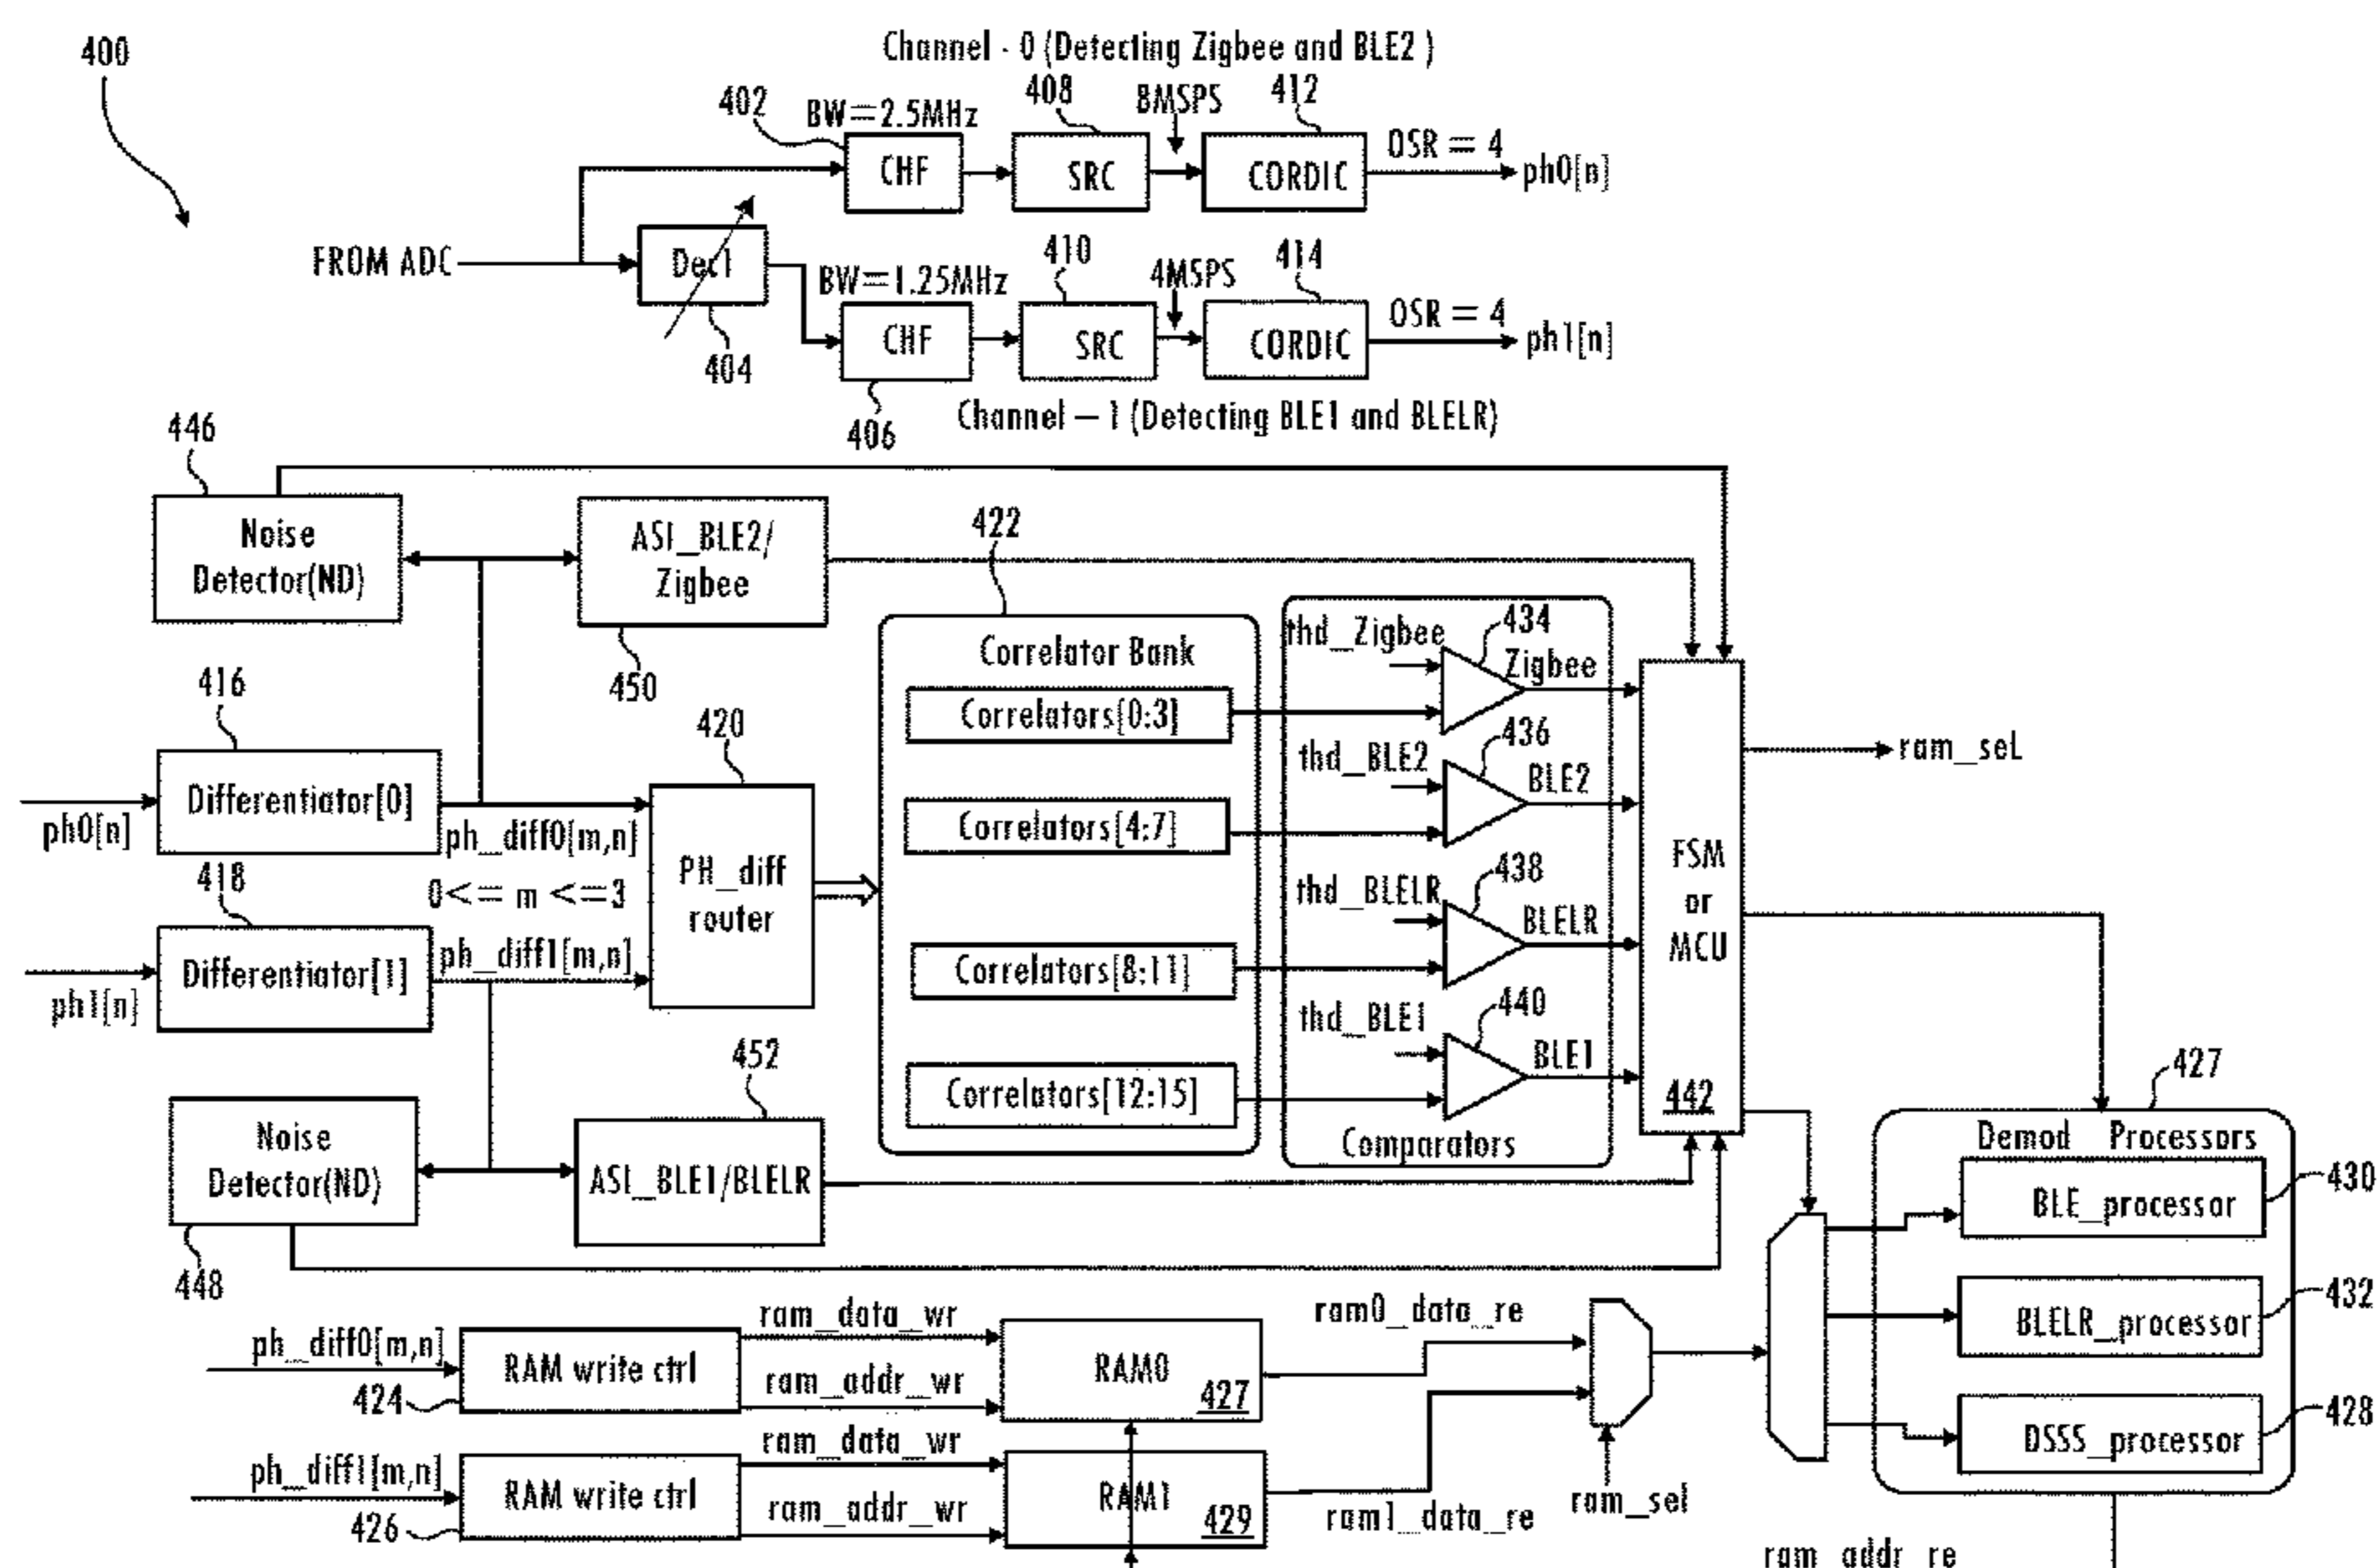 400
Channel - 0 (Detecting Zigbee and BLE2 )
402
BW=2.5MHz
408
8MSPS
412
CHF
SRC
CORDIC
OSR = 4
ph0[n]
FROM ADC
Dec1
404
BW=1.25MHz
410
4MSPS
414
CHF
SRC
CORDIC
OSR = 4
ph1[n]
406
Channel – 1 (Detecting BLE1 and BLELR)
446
Noise
Detector(ND)
ASI_BLE2/
Zigbee
450
422
Correlator Bank
Correlators[0:3]
Correlators[4:7]
Correlators[8:11]
Correlators[12:15]
thd_Zigbee
434
Zigbee
thd_BLE2
436
BLE2
thd_BLELR
438
BLELR
thd_BLE1
440
BLE1
Comparators
FSM
or
MCU
442
ram_seL
416
Differentiator[0]
ph0[n]
ph_diff0[m,n]
0<= m <=3
420
PH_diff
router
418
Differentiator[1]
ph1[n]
ph_diff1[m,n]
452
Noise
Detector(ND)
448
ASI_BLE1/BLELR
427
Demod Processors
BLE_processor
430
BLELR_processor
432
DSSS_processor
428
ph_diff0[m,n]
RAM write ctrl
424
ram_data_wr
ram_addr_wr
RAM0
427
ram0_data_re
ph_diff1[m,n]
RAM write ctrl
426
ram_data_wr
ram_addr_wr
RAM1
429
ram1_data_re
ram_sel
ram_addr_re